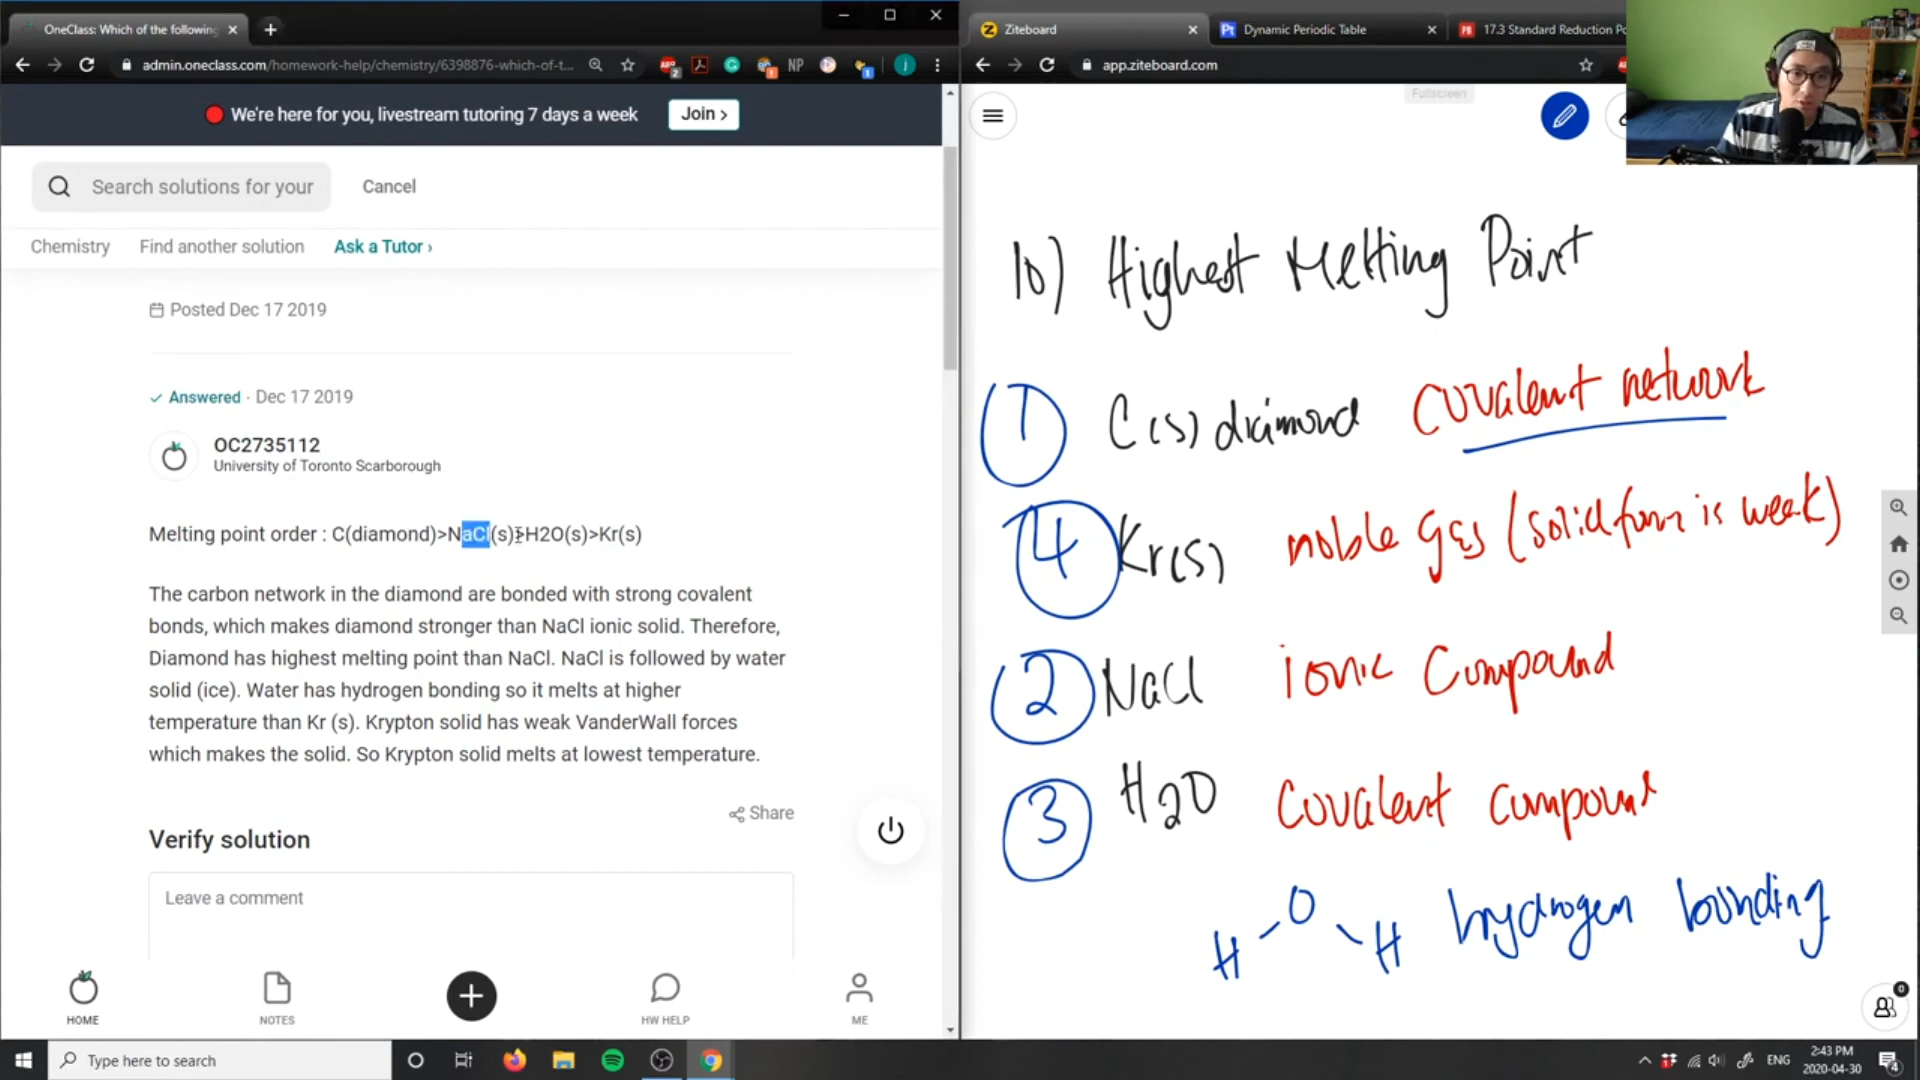 OneClass: Which of the following
admin.oneclass.com/homework-help/chemistry/6398876-which-of-t...
We're here for you, livestream tutoring 7 days a week
Join >
Search solutions for your
Cancel
Chemistry
Find another solution
Ask a Tutor ›
Posted Dec 17 2019
Answered · Dec 17 2019
OC2735112
University of Toronto Scarborough
Melting point order : C(diamond)>NaCl(s)>H2O(s)>Kr(s)
The carbon network in the diamond are bonded with strong covalent
bonds, which makes diamond stronger than NaCl ionic solid. Therefore,
Diamond has highest melting point than NaCl. NaCl is followed by water
solid (ice). Water has hydrogen bonding so it melts at higher
temperature than Kr (s). Krypton solid has weak VanderWall forces
which makes the solid. So Krypton solid melts at lowest temperature.
Share
Verify solution
Leave a comment
HOME
NOTES
HW HELP
ME
Ziteboard
Dynamic Periodic Table
17.3 Standard Reduction Po
app.ziteboard.com
Fullscreen
10) Highest Melting Point
1 C(s) diamond covalent network
4 Kr(s) noble gas (solid form is weak)
2 NaCl ionic compound
3 H2O covalent compound
H O H hydrogen bonding
0
Type here to search
ENG
2:43 PM
2020-04-30
4